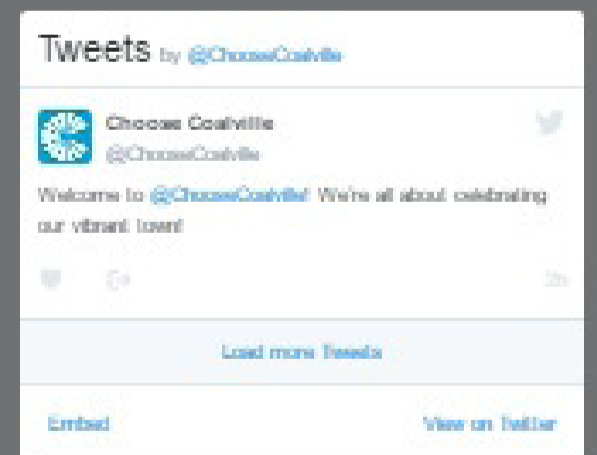 Tweets by @ChooseCoalville
Choose Coalville
@ChooseCoalville
Welcome to @ChooseCoalville! We're all about celebrating
our vibrant town!
2h
Load more Tweets
Embed View on Twitter